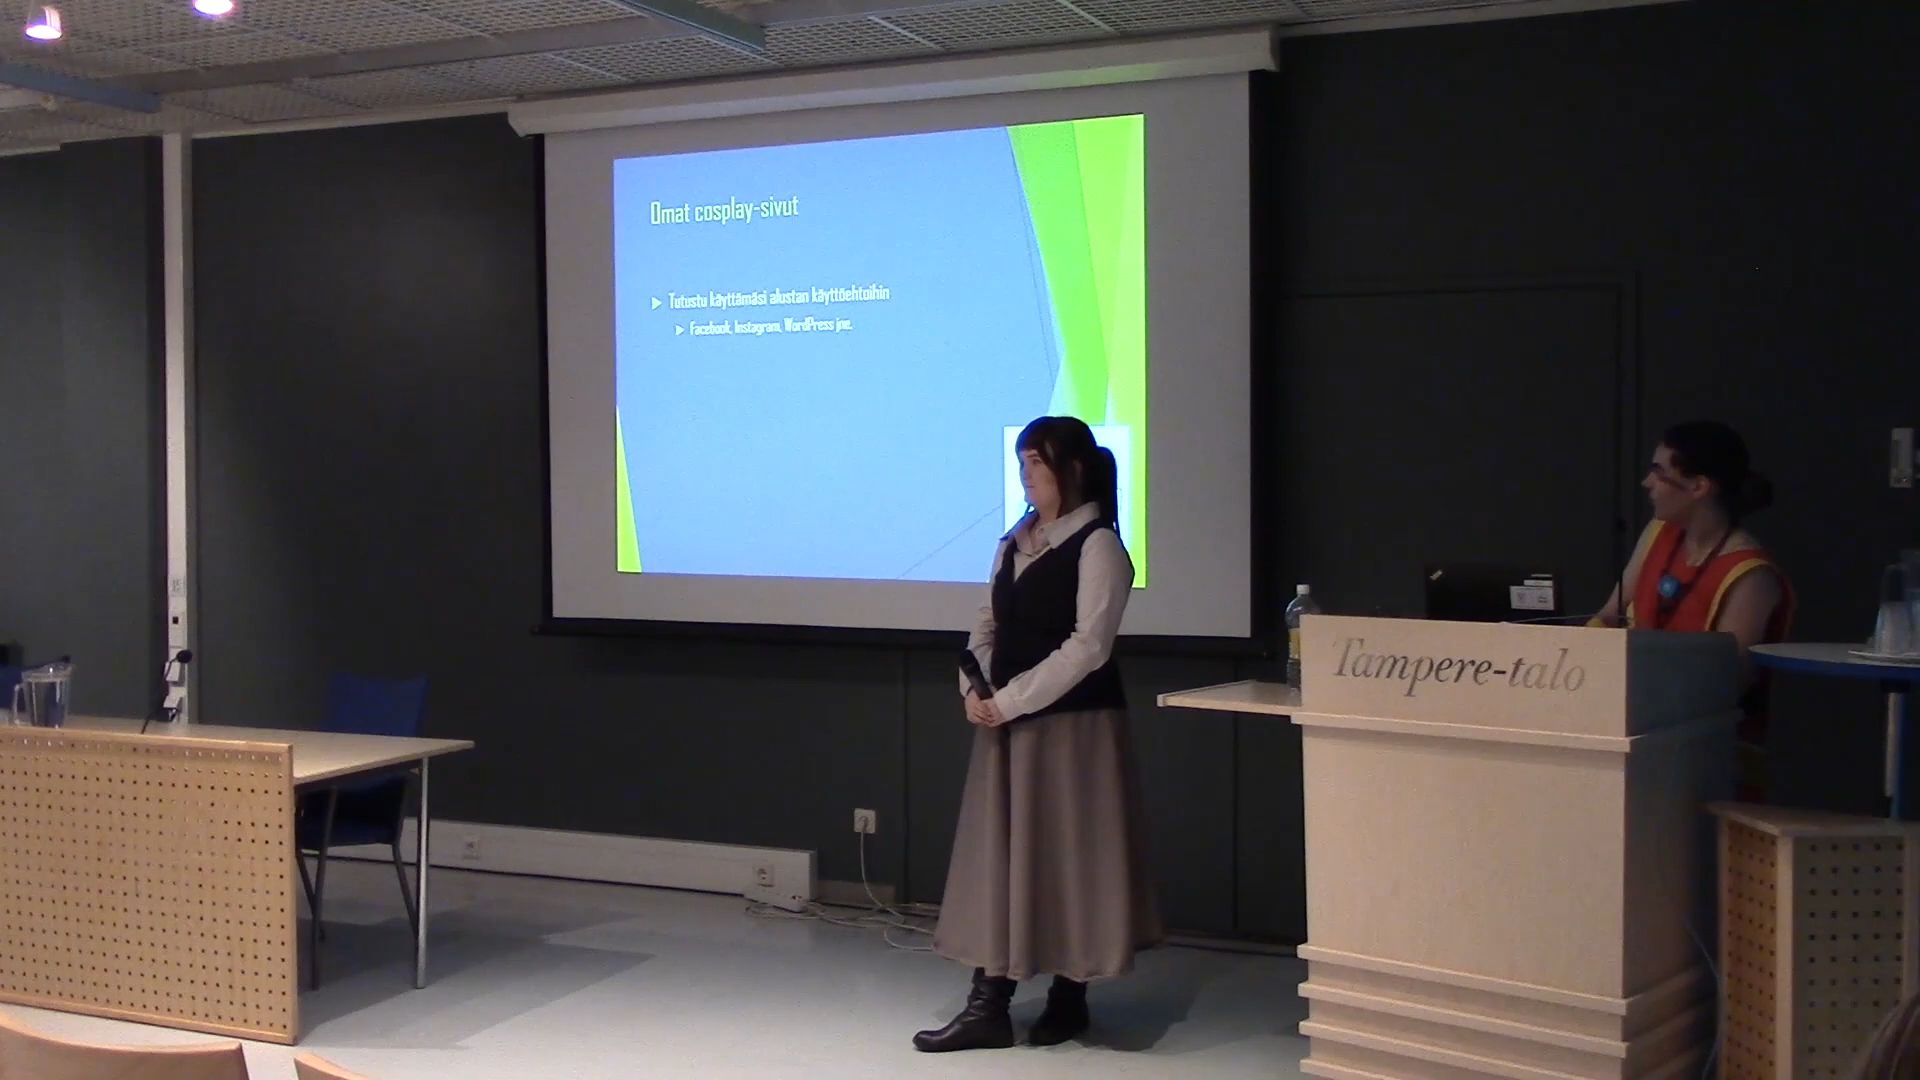 Omat cosplay-sivut
Tutustu käyttämäsi alustan käyttöehtoihin
Facebook, Instagram, WordPress jne.
Tampere-talo